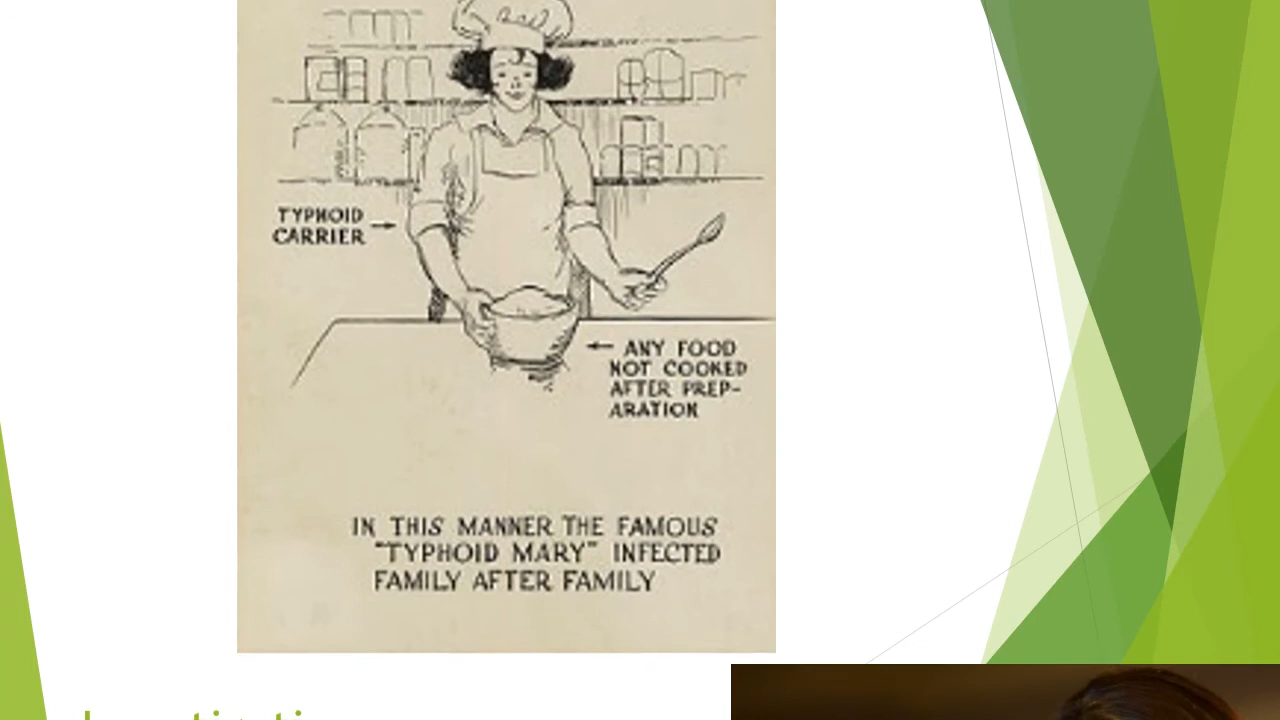 TYPHOID
CARRIER
ANY FOOD
NOT COOKED
AFTER PREP-
ARATION
IN THIS MANNER THE FAMOUS
"TYPHOID MARY" INFECTED
FAMILY AFTER FAMILY